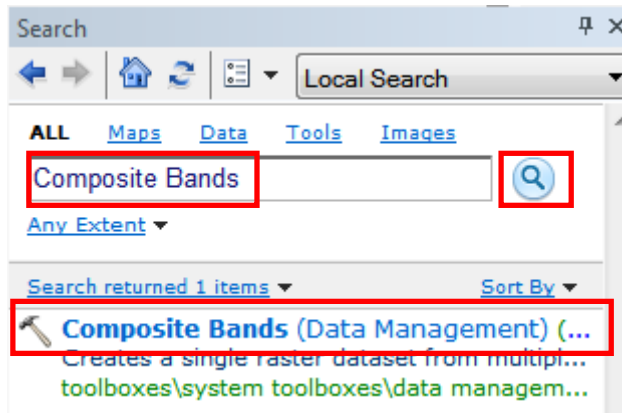 Search
Local Search
ALL Maps Data Tools Images
Composite Bands
Any Extent
Search returned 1 items Sort By
Composite Bands (Data Management) (...
Creates a single raster dataset from multipl...
toolboxes\system toolboxes\data managem...